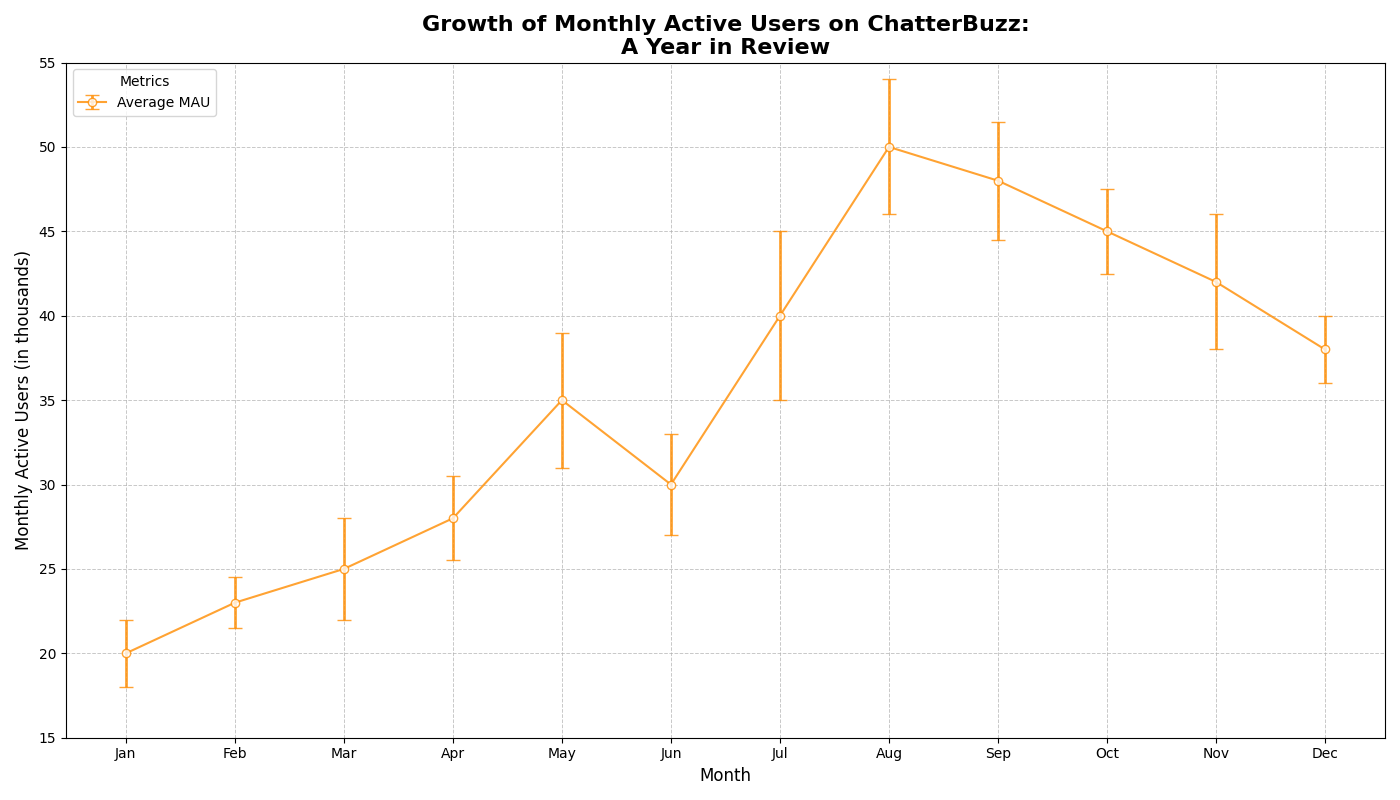 Growth of Monthly Active Users on ChatterBuzz:
A Year in Review
Metrics
Average MAU
Monthly Active Users (in thousands)
55
50
45
40
35
30
25
20
15
Jan Feb Mar Apr May Jun Jul Aug Sep Oct Nov Dec
Month